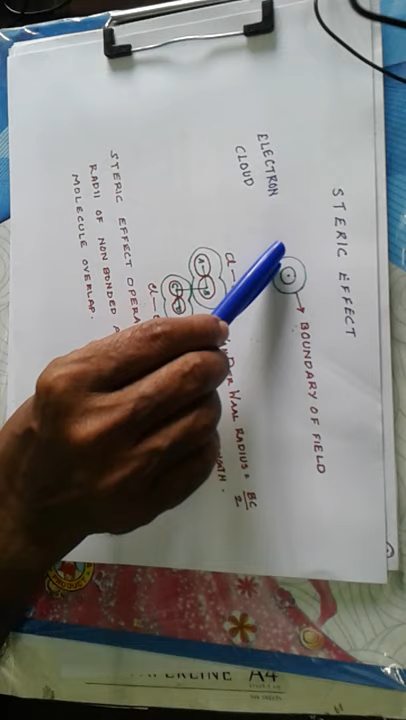 STERIC EFFECT
BOUNDARY OF FIELD
ELECTRON
CLOUD
Cl—
A B
WAAL RADIUS = BC
2
Cl—
C D
STERIC EFFECT OPERA
RADII OF NON BONDED A
MOLECULE OVERLAP.
A4